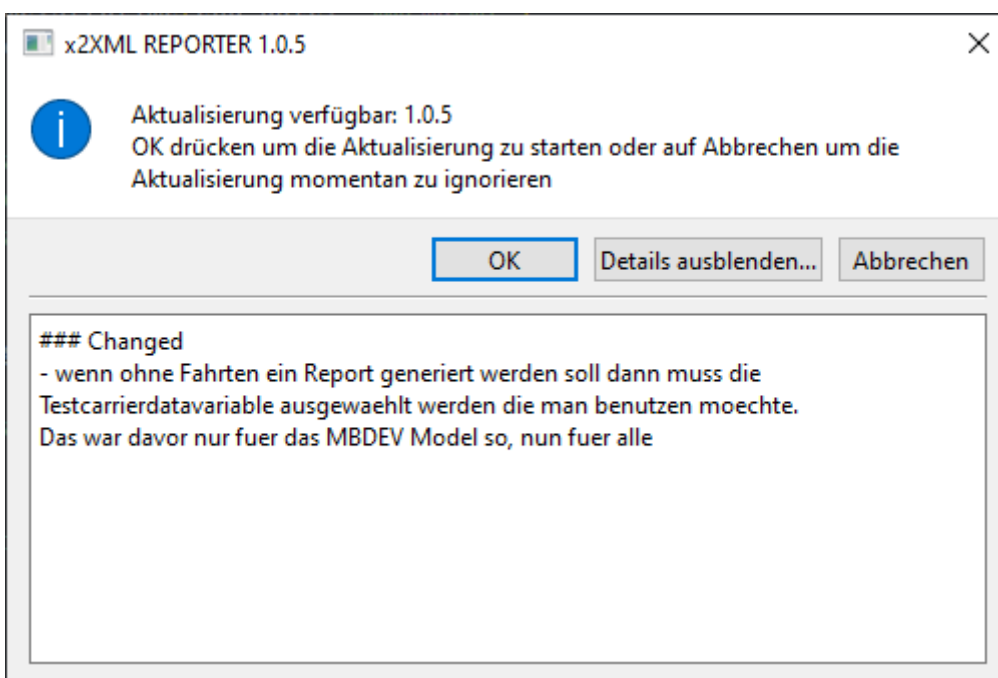 x2XML REPORTER 1.0.5
Aktualisierung verfügbar: 1.0.5
OK drücken um die Aktualisierung zu starten oder auf Abbrechen um die
Aktualisierung momentan zu ignorieren
OK
Details ausblenden...
Abbrechen
### Changed
- wenn ohne Fahrten ein Report generiert werden soll dann muss die
Testcarrierdatavariable ausgewaehlt werden die man benutzen moechte.
Das war davor nur fuer das MBDEV Model so, nun fuer alle